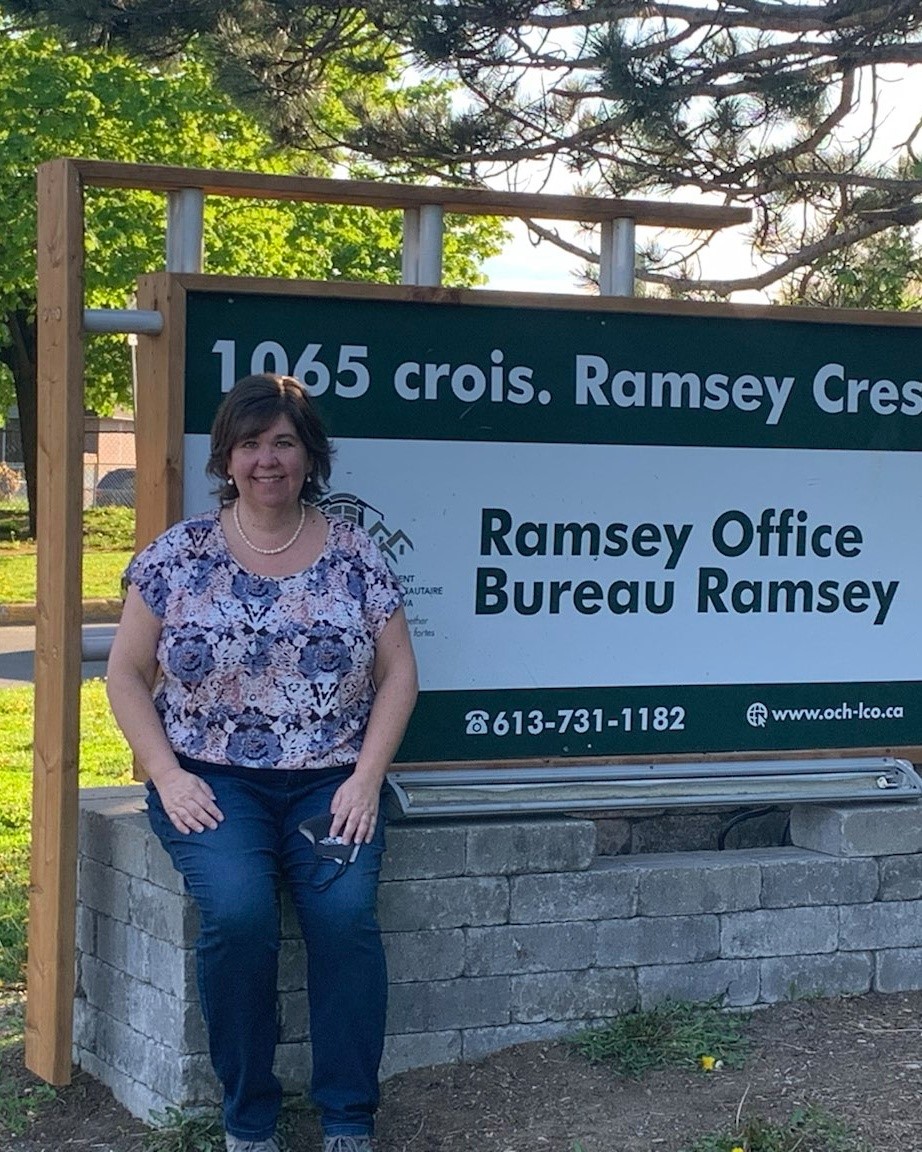 1065 crois. Ramsey Cres
Ramsey Office
Bureau Ramsey
613-731-1182
www.och-lco.ca